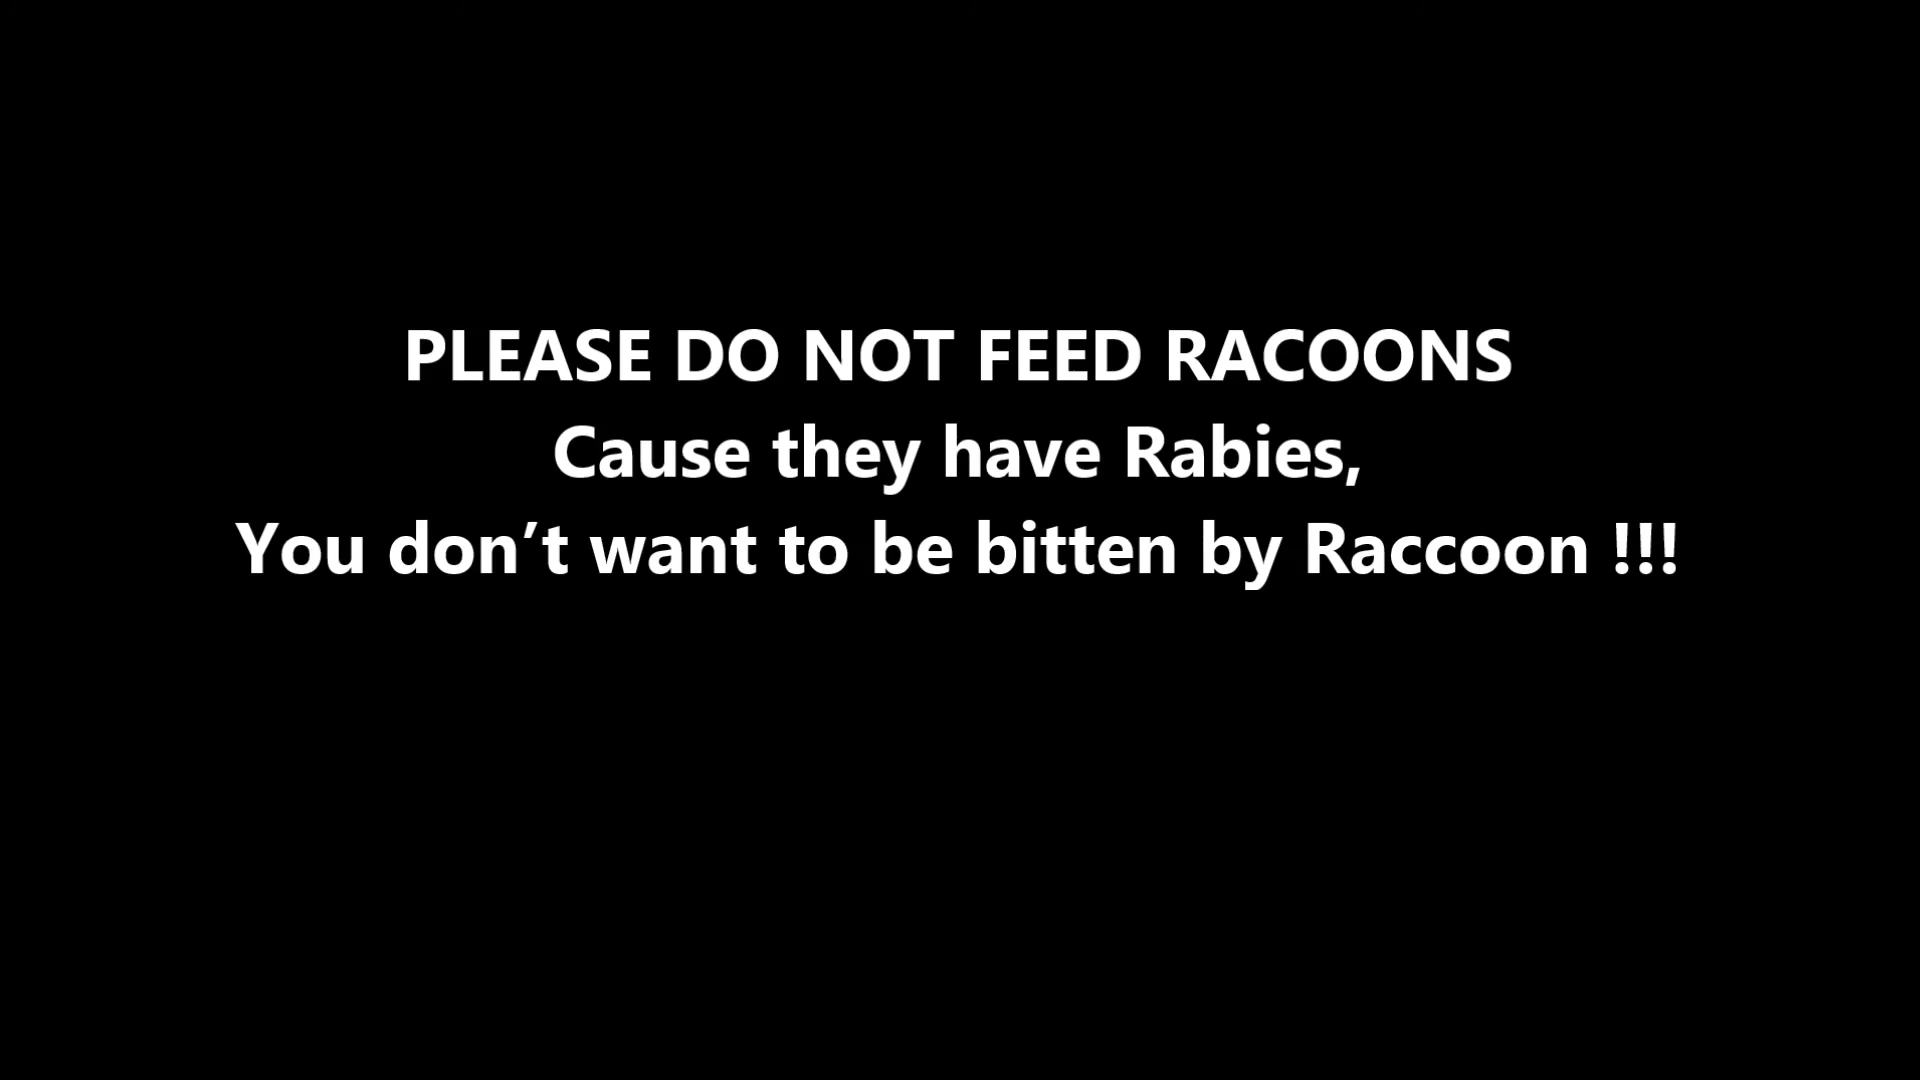 PLEASE DO NOT FEED RACOONS
Cause they have Rabies,
You don’t want to be bitten by Raccoon !!!